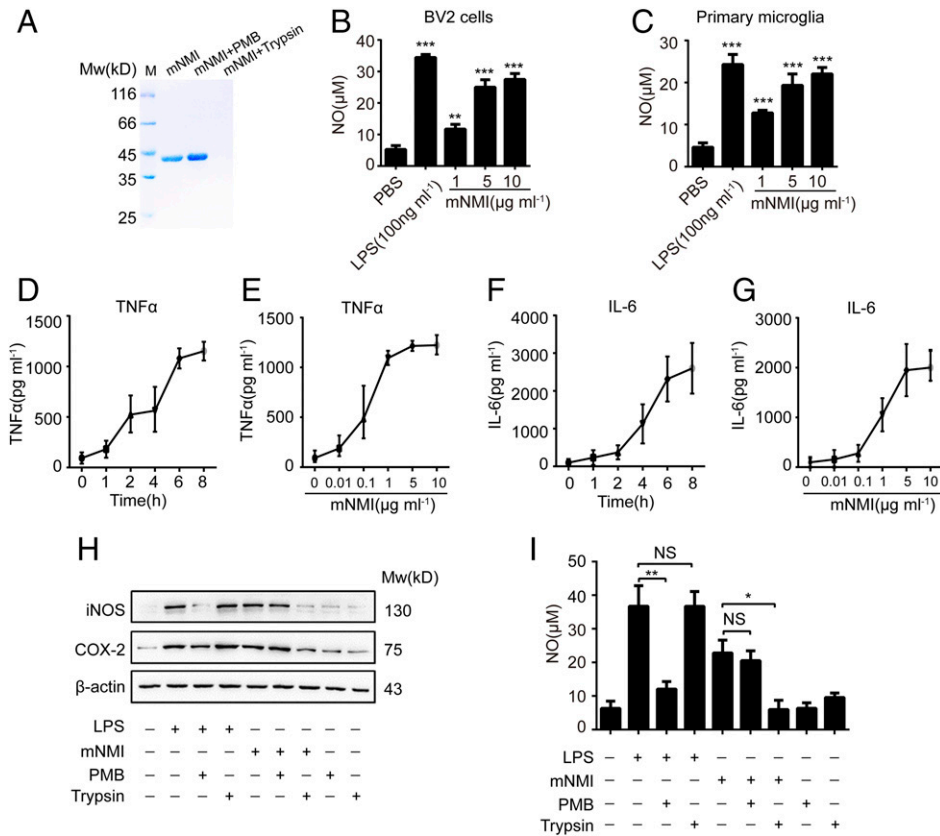 A
Mw(kD) M mNMI mNMI+PMB mNMI+Trypsin
116
66
45
35
25
B
BV2 cells
NO(μM)
40
30
20
10
0
*** ** *** ***
PBS LPS(100ng ml⁻¹) 1 5 10
mNMI(μg ml⁻¹)
C
Primary microglia
NO(μM)
40
30
20
10
0
*** *** *** ***
PBS LPS(100ng ml⁻¹) 1 5 10
mNMI(μg ml⁻¹)
D
TNFα
TNFα(pg ml⁻¹)
1500
1000
500
0
0 1 2 4 6 8
Time(h)
E
TNFα
TNFα(pg ml⁻¹)
1500
1000
500
0
0 0.01 0.1 1 5 10
mNMI(μg ml⁻¹)
F
IL-6
IL-6(pg ml⁻¹)
4000
3000
2000
1000
0
0 1 2 4 6 8
Time(h)
G
IL-6
IL-6(pg ml⁻¹)
2000
1000
0
0 0.01 0.1 1 5 10
mNMI(μg ml⁻¹)
H
Mw(kD)
iNOS 130
COX-2 75
β-actin 43
LPS – + + + – – – – –
mNMI – – – – + + + – –
PMB – – + – – + – + –
Trypsin – – – + – – + – +
I
NO(μM)
50
40
30
20
10
0
NS
**
*
NS
LPS – + + + – – – – –
mNMI – – – – + + + – –
PMB – – + – – + – + –
Trypsin – – – + – – + – +